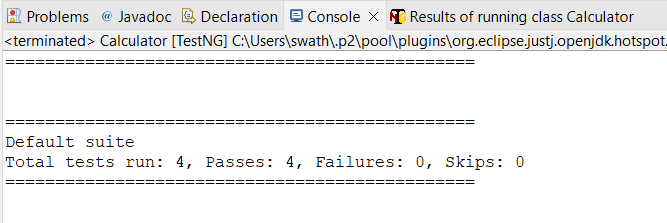 Problems @ Javadoc Declaration Console Results of running class Calculator
<terminated> Calculator [TestNG] C:\Users\swath\.p2\pool\plugins\org.eclipse.justj.openjdk.hotspot.
===============================================
===============================================
Default suite
Total tests run: 4, Passes: 4, Failures: 0, Skips: 0
===============================================